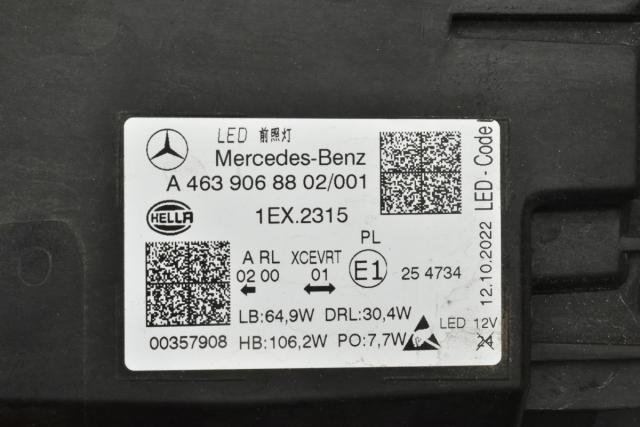 LED 前照灯
Mercedes-Benz
A 463 906 88 02/001
HELLA
1EX.2315
PL
A RL XCEVRT
02 00 01 E1 25 4734
LB:64,9W DRL:30,4W LED 12V
00357908 HB:106,2W PO:7,7W 24
12.10.2022 LED - Code